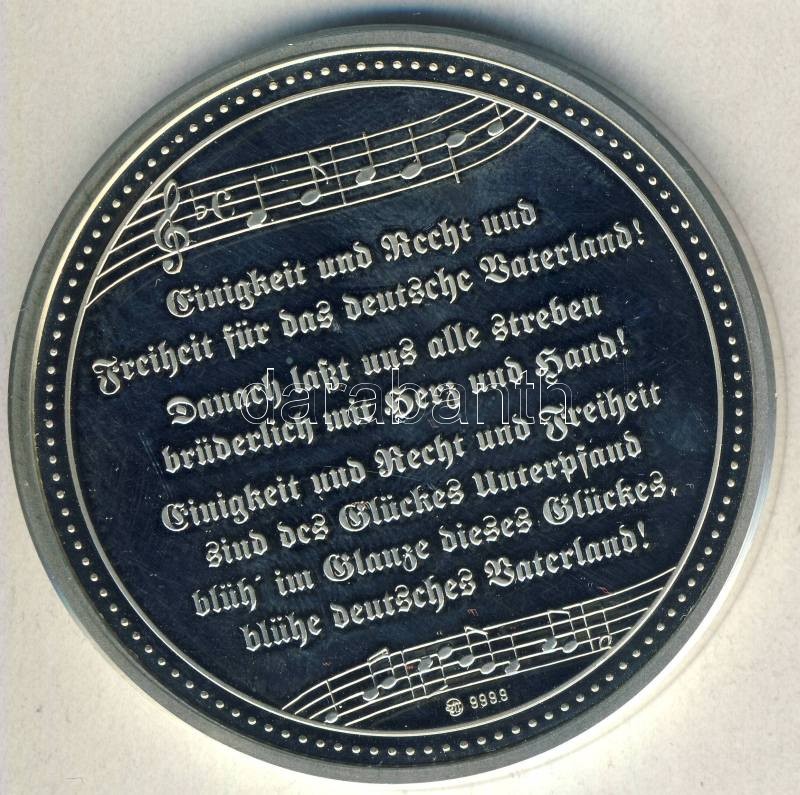 Einigkeit und Recht und
Freiheit für das deutsche Vaterland!
Danach laßt uns alle streben
brüderlich mit Herz und Hand!
Einigkeit und Recht und Freiheit
sind des Glückes Unterpfand
blüh' im Glanze dieses Glückes,
blühe deutsches Vaterland!
999.9
darabanth